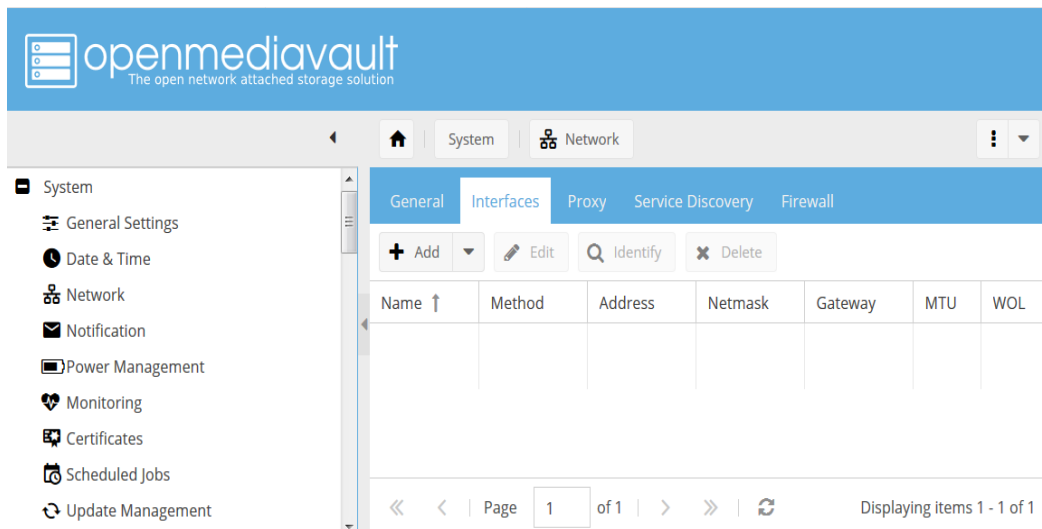 openmediavault
The open network attached storage solution
System
Network
System
General Settings
Date & Time
Network
Notification
Power Management
Monitoring
Certificates
Scheduled Jobs
Update Management
General Interfaces Proxy Service Discovery Firewall
Add Edit Identify Delete
Name Method Address Netmask Gateway MTU WOL
Page 1 of 1 Displaying items 1 - 1 of 1